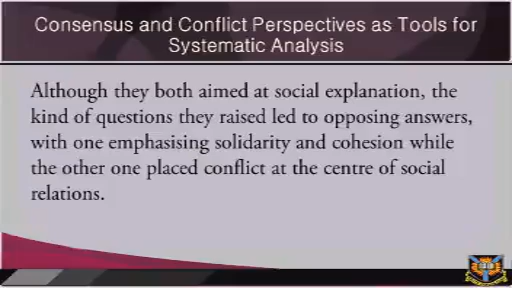 Consensus and Conflict Perspectives as Tools for
Systematic Analysis
Although they both aimed at social explanation, the
kind of questions they raised led to opposing answers,
with one emphasising solidarity and cohesion while
the other one placed conflict at the centre of social
relations.